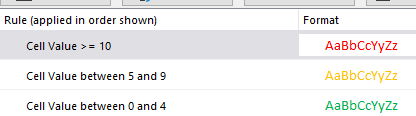 Rule (applied in order shown) Format
Cell Value >= 10 AaBbCcYyZz
Cell Value between 5 and 9 AaBbCcYyZz
Cell Value between 0 and 4 AaBbCcYyZz